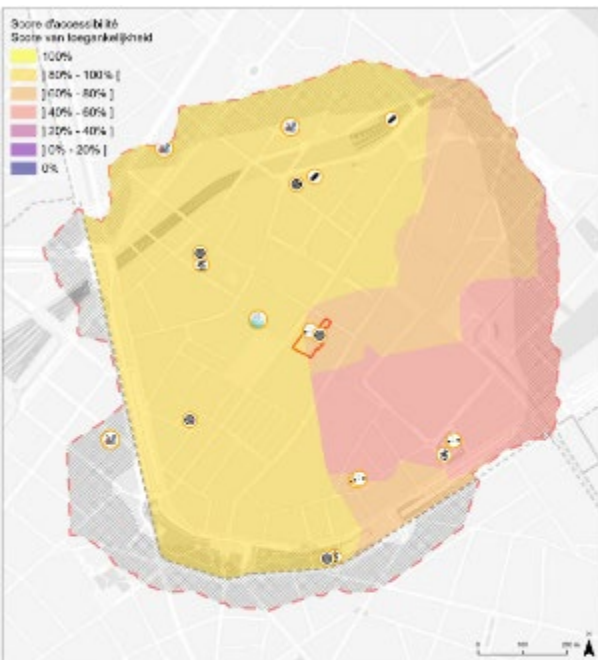 Score d'accessibilité
Score van toegankelijkheid
100%
] 80% - 100% [
] 60% - 80% ]
] 40% - 60% ]
] 20% - 40% ]
] 0% - 20% ]
0%